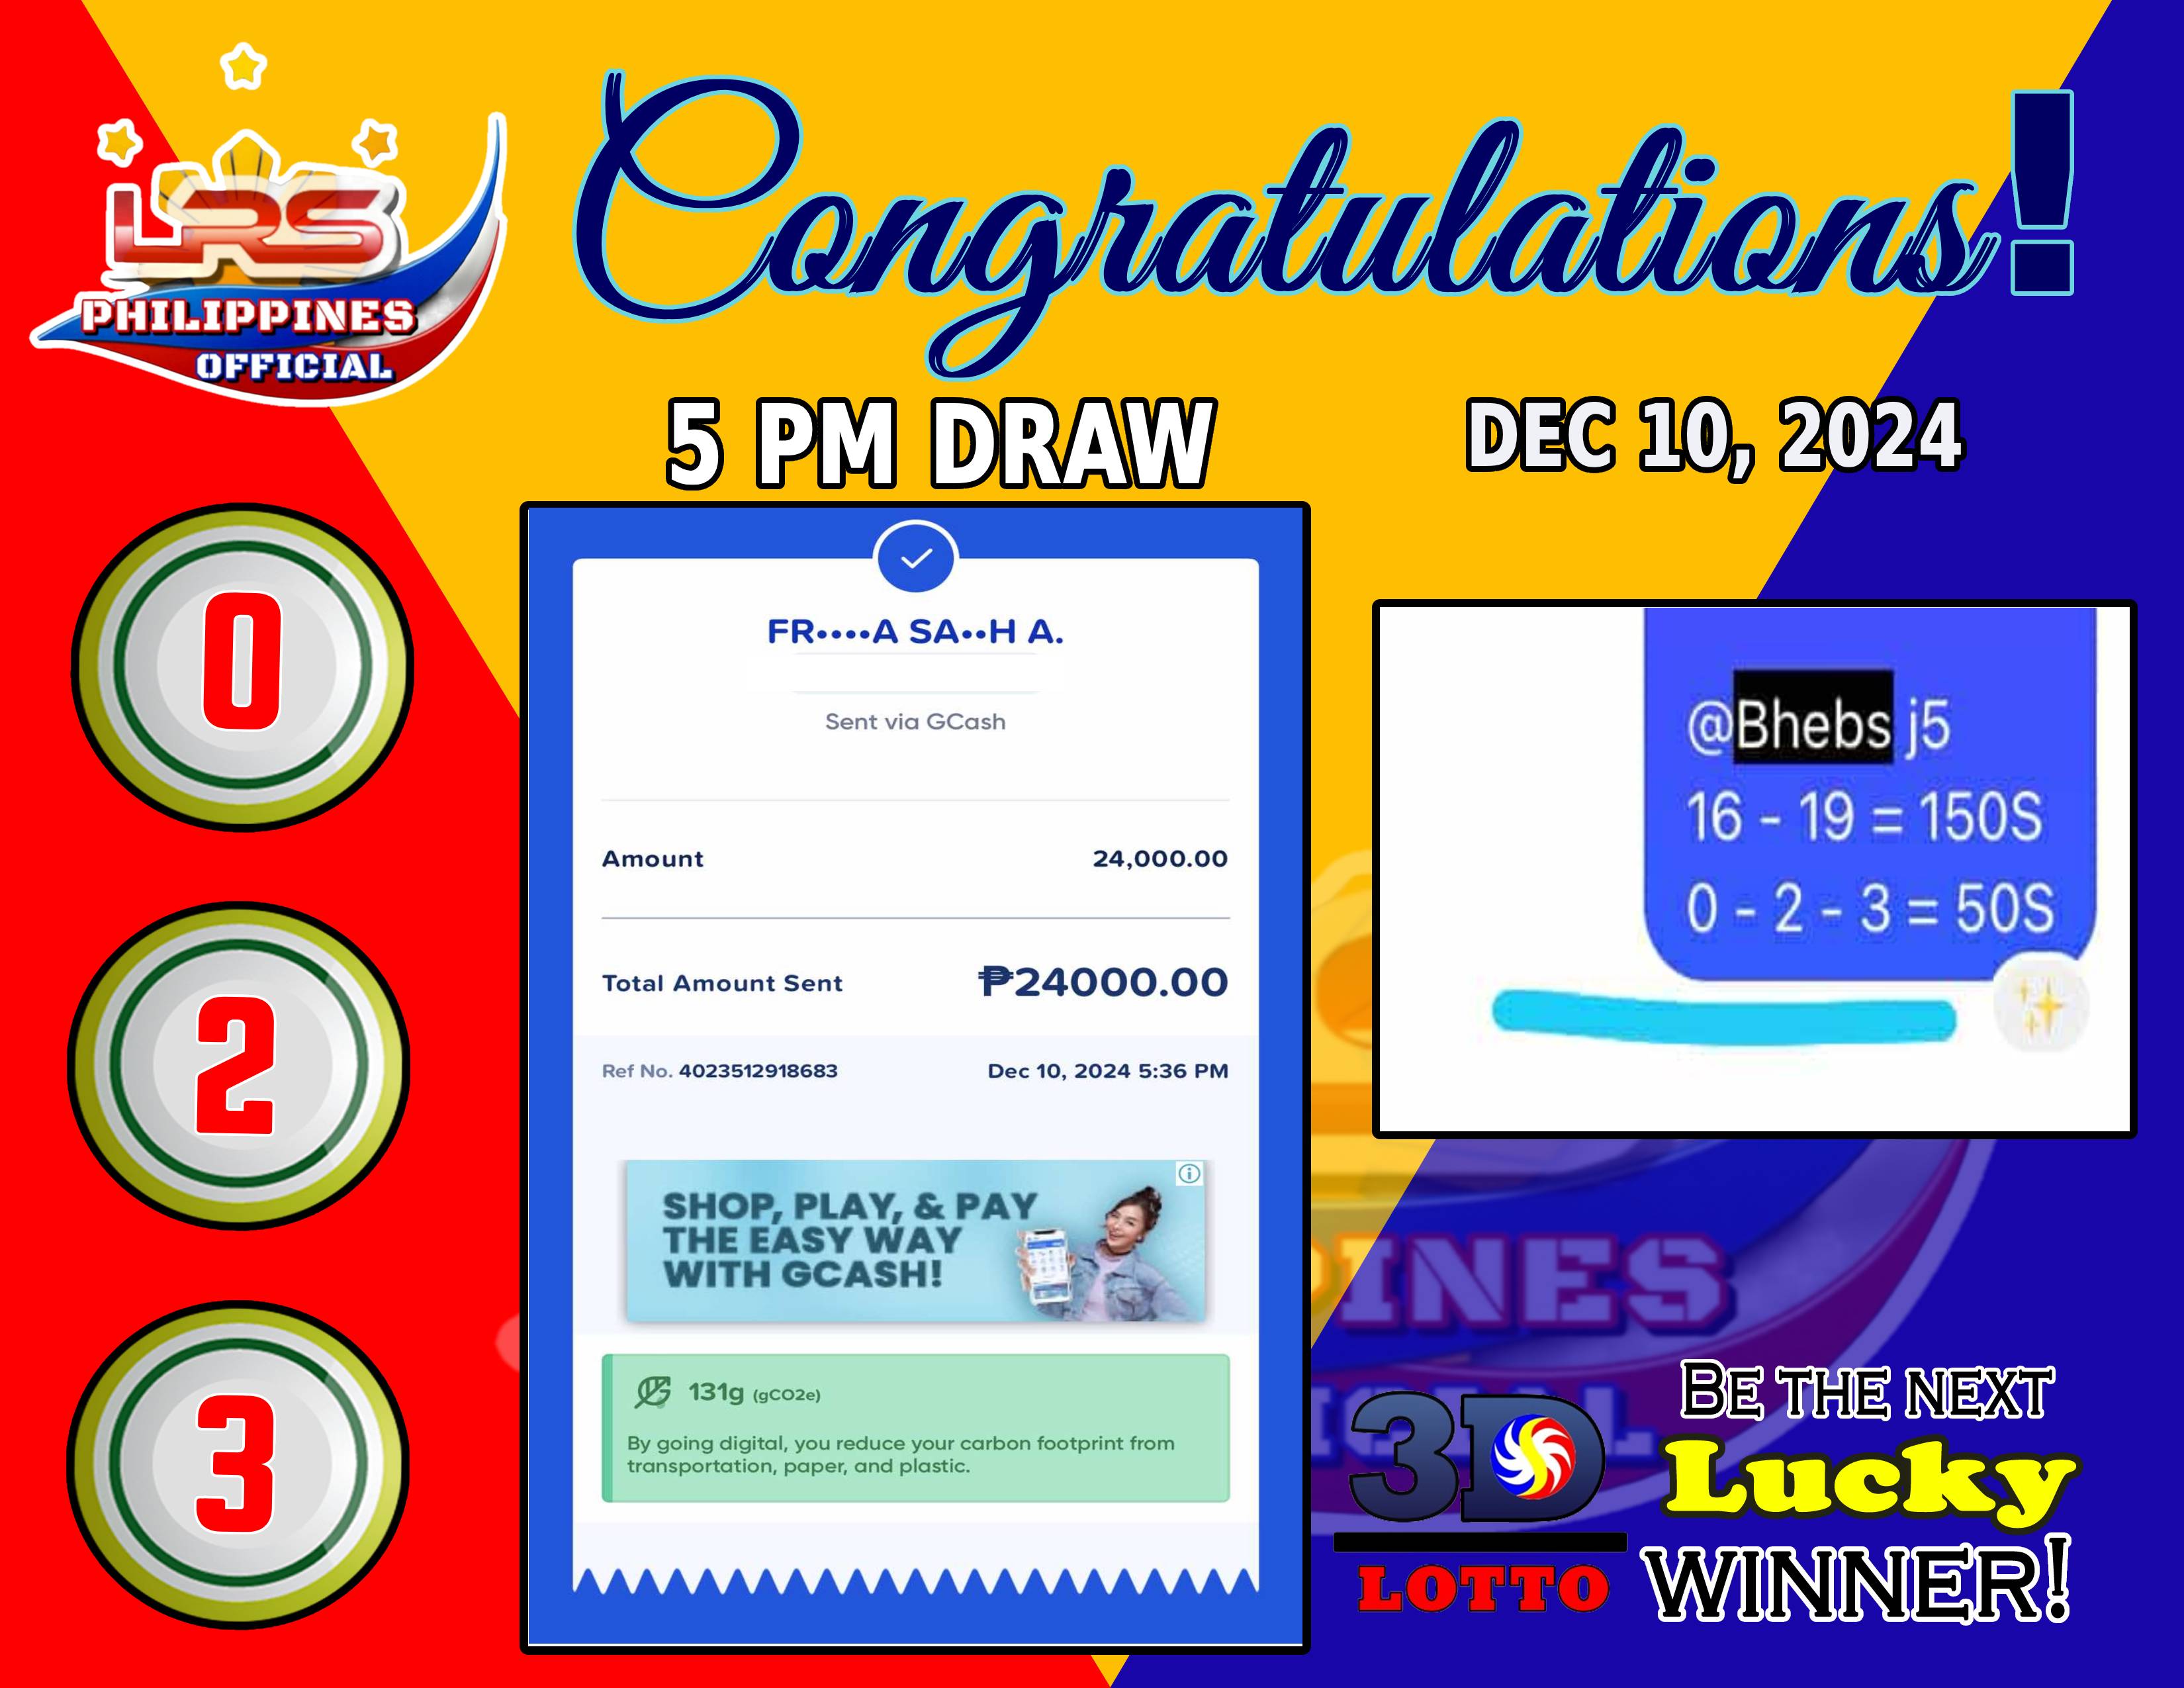 LRS
PHILIPPINES
OFFICIAL
Congratulations!
5 PM DRAW
DEC 10, 2024
0
2
3
FR••••A SA••H A.
Sent via GCash
Amount 24,000.00
Total Amount Sent ₱24000.00
Ref No. 4023512918683 Dec 10, 2024 5:36 PM
SHOP, PLAY, & PAY
THE EASY WAY
WITH GCASH!
131g (gCO2e)
By going digital, you reduce your carbon footprint from
transportation, paper, and plastic.
@Bhebs j5
16 - 19 = 150S
0 - 2 - 3 = 50S
PINES
3D
LOTTO
BE THE NEXT
Lucky
WINNER!